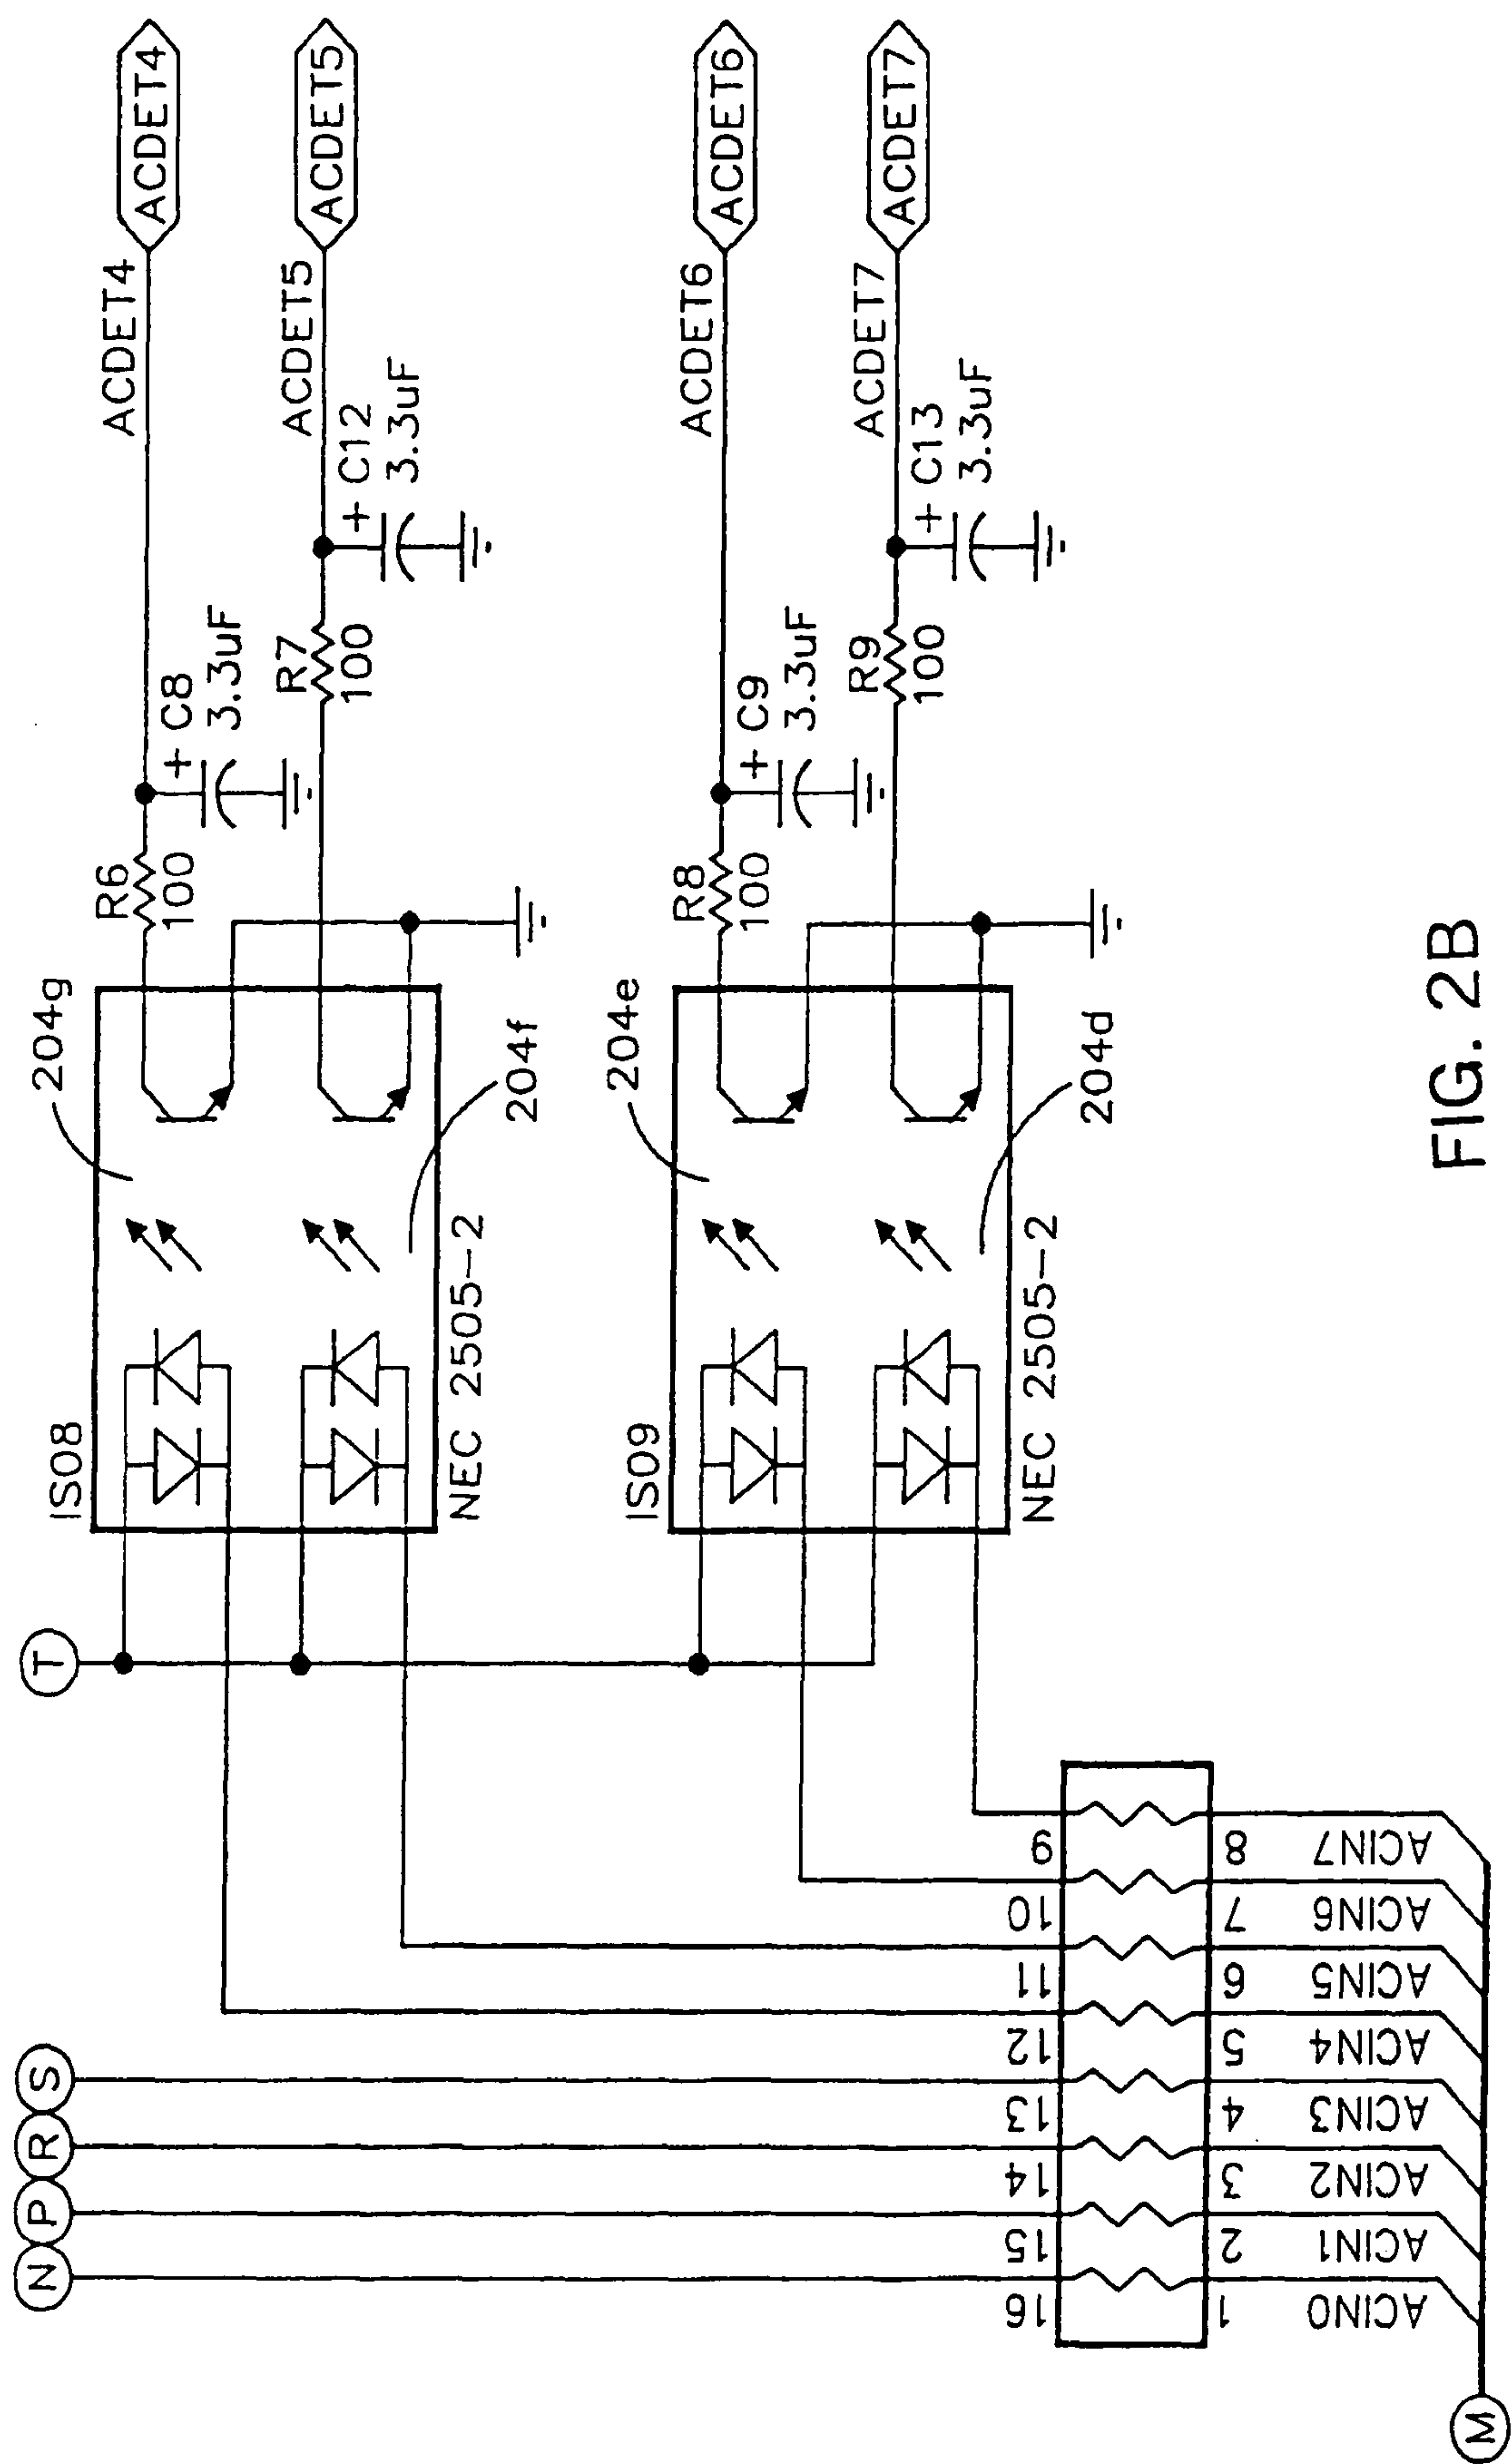 T
N
P
R
S
IS08
204g
NEC 2505-2
204f
R6
100
+ C8
3.3uF
ACDET4
ACDET4
R7
100
+ C12
3.3uF
ACDET5
ACDET5
IS09
204e
NEC 2505-2
204d
R8
100
+ C9
3.3uF
ACDET6
ACDET6
R9
100
+ C13
3.3uF
ACDET7
ACDET7
16
15
14
13
12
11
10
9
1
2
3
4
5
6
7
8
ACIN0
ACIN1
ACIN2
ACIN3
ACIN4
ACIN5
ACIN6
ACIN7
M
FIG. 2B